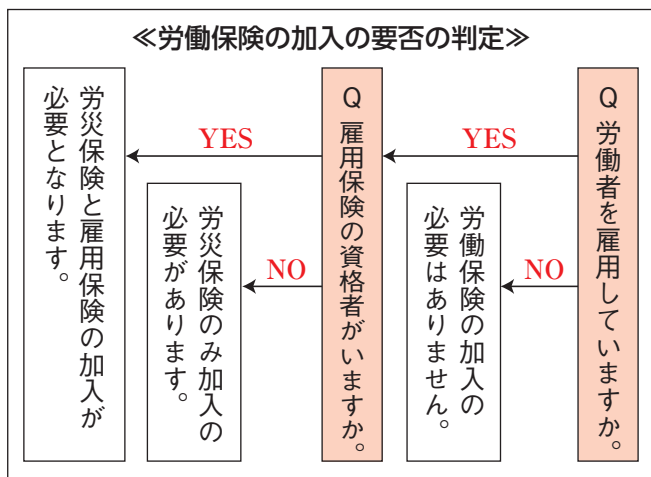 ≪労働保険の加入の要否の判定≫
Q 労働者を雇用していますか。
YES
NO
労働保険の加入の
必要はありません。
Q 雇用保険の資格者がいますか。
YES
NO
労災保険のみ加入の
必要があります。
労災保険と雇用保険の加入が
必要となります。